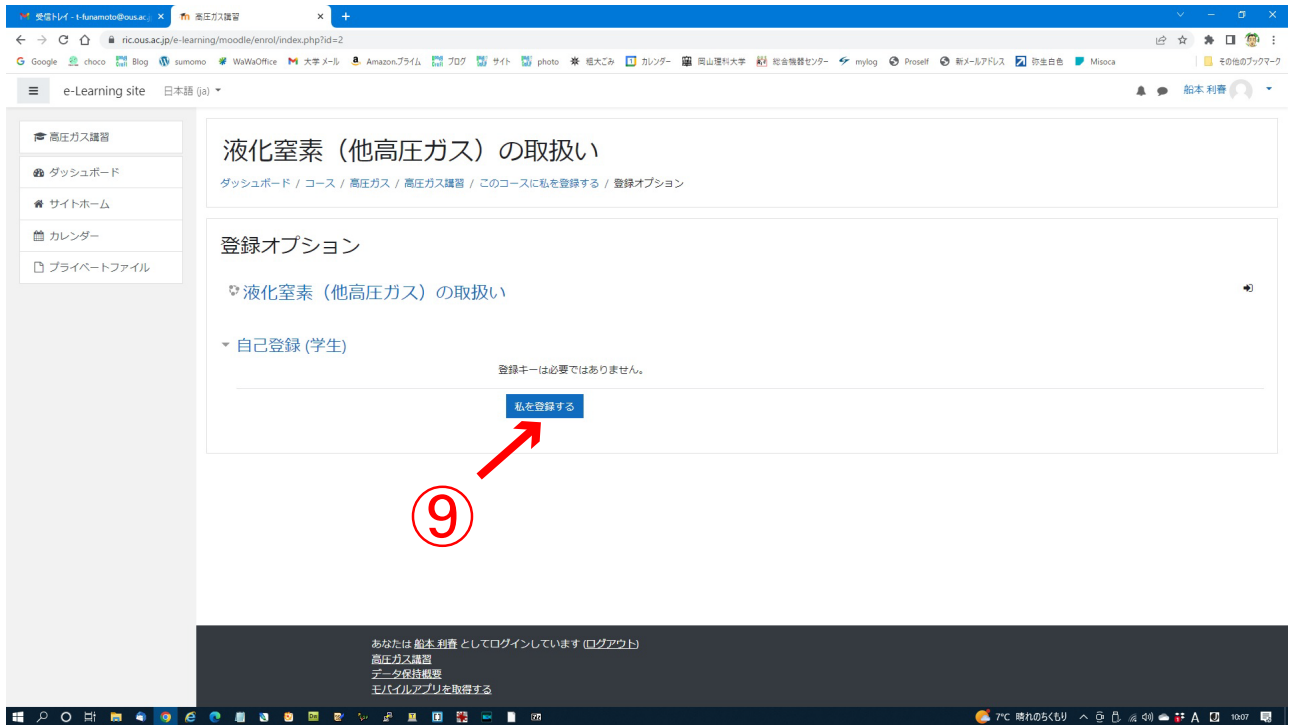 受信トレイ - t-funamoto@ous.ac.j
高圧ガス講習
ric.ous.ac.jp/e-learning/moodle/enrol/index.php?id=2
Google choco Blog sumomo WaWaOffice 大学メール Amazonプライム ブログ サイト photo 粗大ごみ カレンダー 岡山理科大学 総合機器センター mylog Proself 新メールアドレス 弥生白色 Misoca その他のブックマーク
e-Learning site 日本語 (ja) 船本 利春
高圧ガス講習
ダッシュボード
サイトホーム
カレンダー
プライベートファイル
液化窒素（他高圧ガス）の取扱い
ダッシュボード / コース / 高圧ガス / 高圧ガス講習 / このコースに私を登録する / 登録オプション
登録オプション
液化窒素（他高圧ガス）の取扱い
自己登録 (学生)
登録キーは必要ではありません。
私を登録する
⑨
あなたは 船本 利春 としてログインしています (ログアウト)
高圧ガス講習
データ保持概要
モバイルアプリを取得する
7°C 晴れのちくもり A 10:07